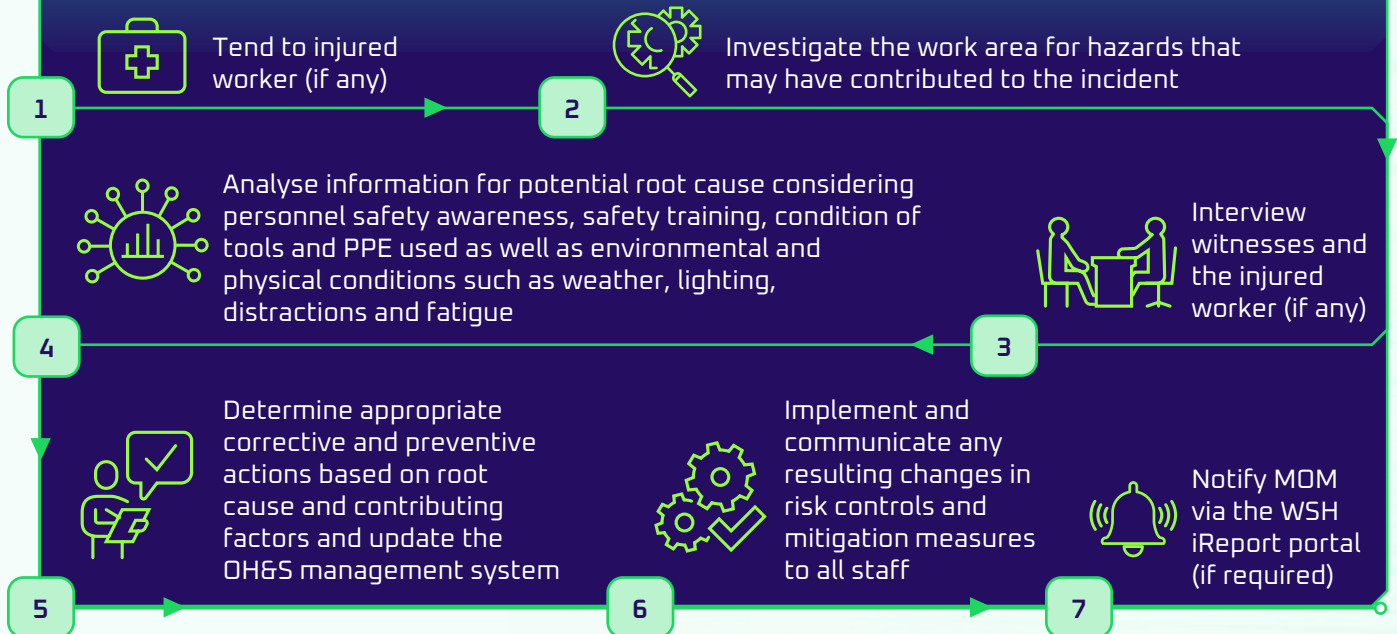 1
Tend to injured
worker (if any)
2
Investigate the work area for hazards that
may have contributed to the incident
3
Interview
witnesses and
the injured
worker (if any)
4
Analyse information for potential root cause considering
personnel safety awareness, safety training, condition of
tools and PPE used as well as environmental and
physical conditions such as weather, lighting,
distractions and fatigue
5
Determine appropriate
corrective and preventive
actions based on root
cause and contributing
factors and update the
OH&S management system
6
Implement and
communicate any
resulting changes in
risk controls and
mitigation measures
to all staff
7
Notify MOM
via the WSH
iReport portal
(if required)